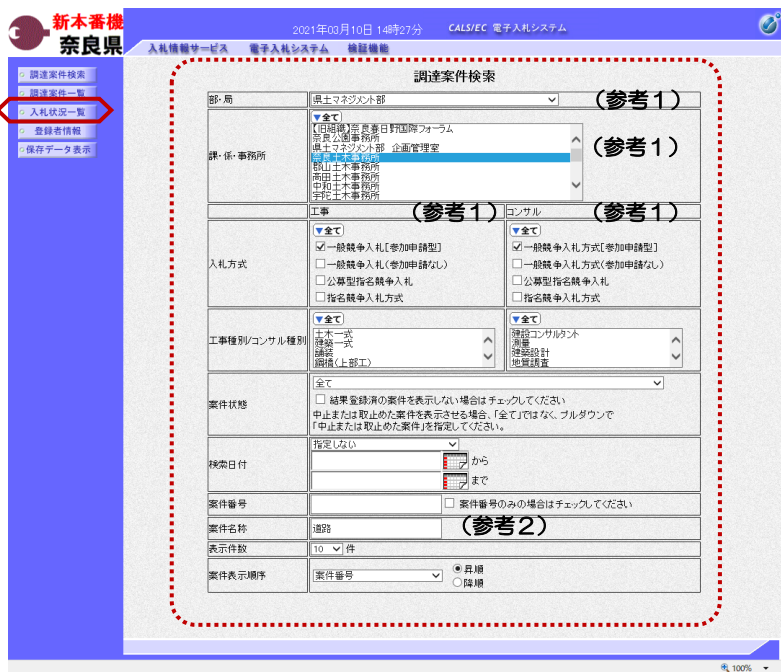 新本番機
奈良県
2021年03月10日 14時27分 CALS/EC 電子入札システム
入札情報サービス 電子入札システム 検証機能
調達案件検索
調達案件一覧
入札状況一覧
登録者情報
保存データ表示
調達案件検索
部・局 県土マネジメント部 (参考1)
課・係・事務所
▼全て
【旧組織】奈良春日野国際フォーラム
奈良公園事務所
県土マネジメント部 企画管理室
奈良土木事務所
郡山土木事務所
高田土木事務所
中和土木事務所
宇陀土木事務所
(参考1)
工事 (参考1) コンサル (参考1)
入札方式
▼全て ▼全て
一般競争入札[参加申請型] 一般競争入札方式[参加申請型]
一般競争入札(参加申請なし) 一般競争入札方式(参加申請なし)
公募型指名競争入札 公募型指名競争入札
指名競争入札方式 指名競争入札方式
工事種別/コンサル種別
▼全て ▼全て
土木一式 建設コンサルタント
建築一式 測量
舗装 建築設計
鋼橋(上部工) 地質調査
案件状態
全て
結果登録済の案件を表示しない場合はチェックしてください
中止または取止めた案件を表示させる場合、「全て」ではなく、プルダウンで
「中止または取止めた案件」を指定してください。
検索日付
指定しない
から
まで
案件番号 案件番号のみの場合はチェックしてください
案件名称 道路 (参考2)
表示件数 10 件
案件表示順序 案件番号
昇順
降順
100%